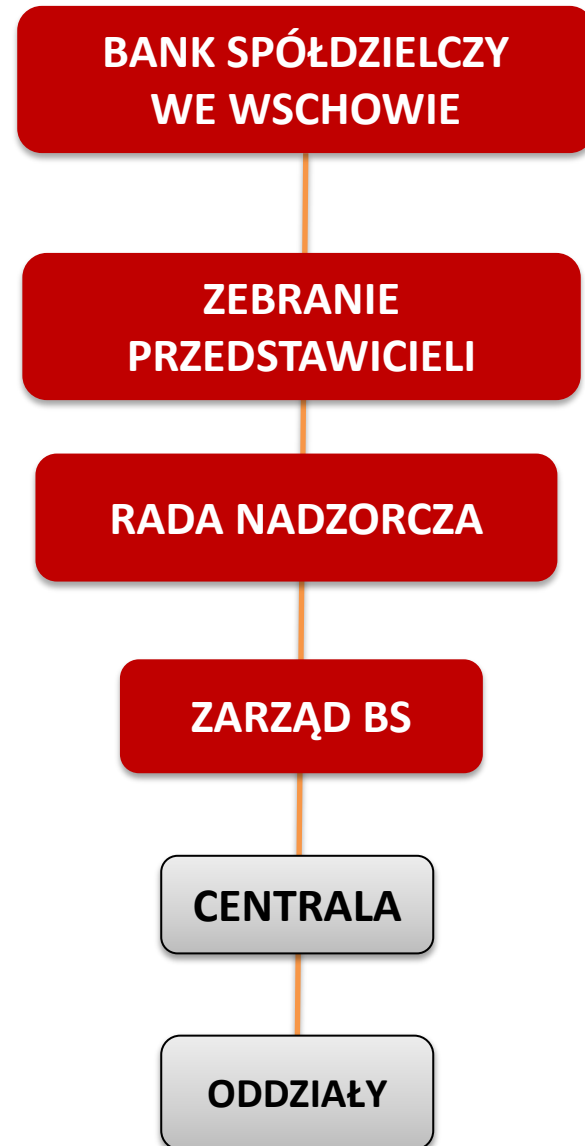 BANK SPÓŁDZIELCZY
WE WSCHOWIE
ZEBRANIE
PRZEDSTAWICIELI
RADA NADZORCZA
ZARZĄD BS
CENTRALA
ODDZIAŁY